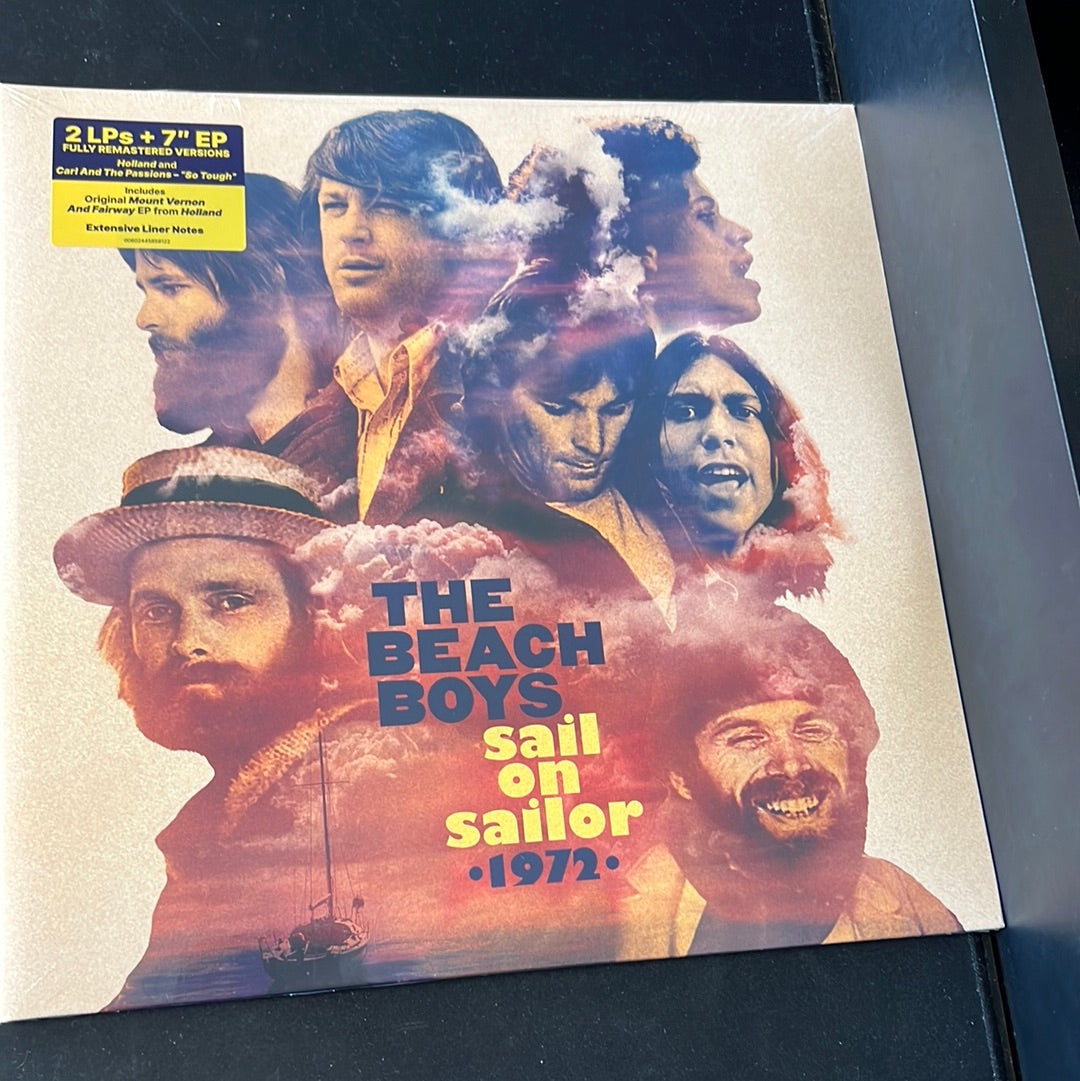 2 LPs + 7" EP
FULLY REMASTERED VERSIONS
Holland and
Carl And The Passions – "So Tough"
Includes
Original Mount Vernon
And Fairway EP from Holland
Extensive Liner Notes
THE
BEACH
BOYS
sail
on
sailor
•1972•